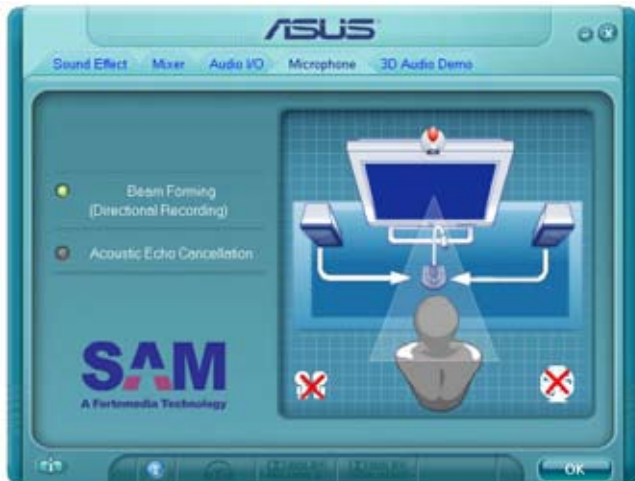 ASUS
Sound Effect Mixer Audio I/O Microphone 3D Audio Demo
Beam Forming
(Directional Recording)
Acoustic Echo Cancellation
SAM
A Fortemedia Technology
OK